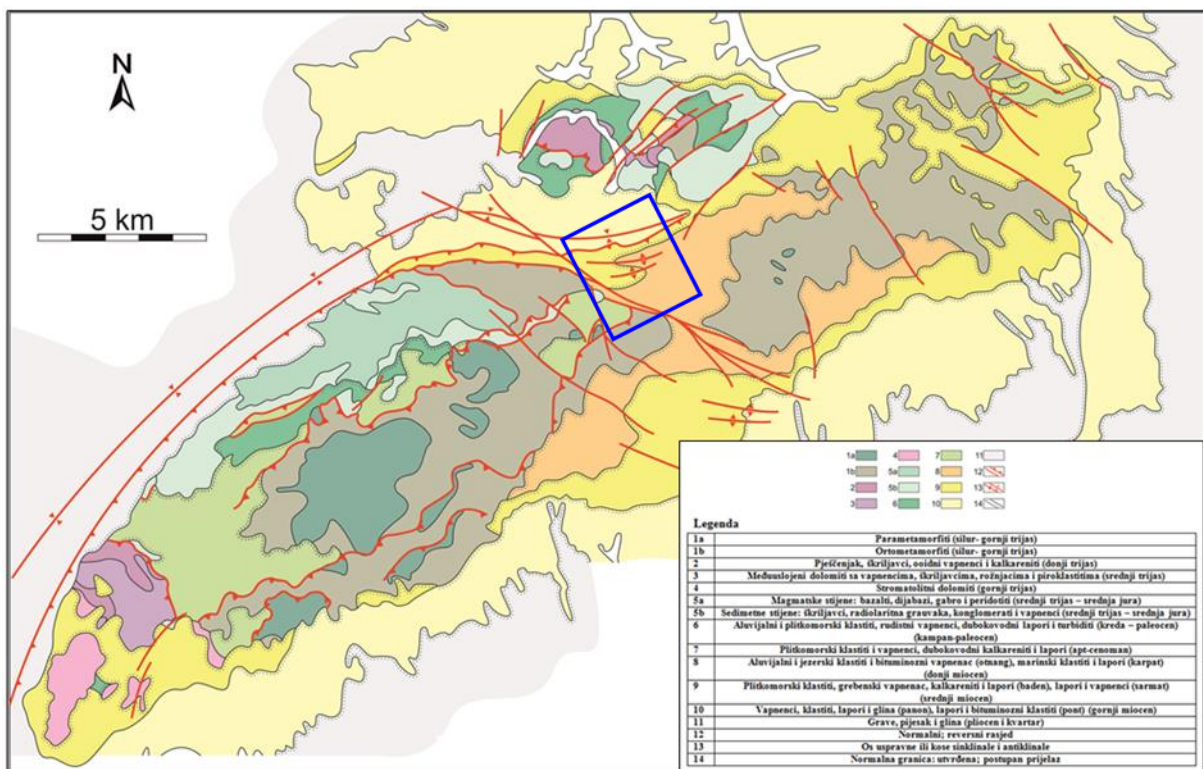 N
5 km
1a 4 7 11
1b 5a 8 12
2 5b 9 13
3 6 10 14
Legenda
1a Parametamorfiti (silur- gornji trijas)
1b Ortometamorfiti (silur- gornji trijas)
2 Pješčenjak, škriljavci, ooidni vapnenci i kalkareniti (donji trijas)
3 Međuuslojeni dolomiti sa vapnencima, škriljavcima, rožnjacima i piroklastitima (srednji trijas)
4 Stromatolitni dolomiti (gornji trijas)
5a Magmatske stijene: bazalti, dijabazi, gabro i peridotiti (srednji trijas – srednja jura)
5b Sedimetne stijene: škriljavci, radiolaritna grauvaka, konglomerati i vapnenci (srednji trijas – srednja jura)
6 Aluvijalni i plitkomorski klastiti, rudistni vapnenci, dubokovodni lapori i turbiditi (kreda – paleocen)
(kampan-paleocen)
7 Plitkomorski klastiti i vapnenci, dubokovodni kalkareniti i lapori (apt-cenoman)
8 Aluvijalni i jezerski klastiti i bituminozni vapnenac (otnang), marinski klastiti i lapori (karpat)
(donji miocen)
9 Plitkomorski klastiti, grebenski vapnenac, kalkareniti i lapori (baden), lapori i vapnenci (sarmat)
(srednji miocen)
10 Vapnenci, klastiti, lapori i glina (panon), lapori i bituminozni klastiti (pont) (gornji miocen)
11 Grave, pijesak i glina (pliocen i kvartar)
12 Normalni; reversni rasjed
13 Os uspravne ili kose sinklinale i antiklinale
14 Normalna granica: utvrđena; postupan prijelaz